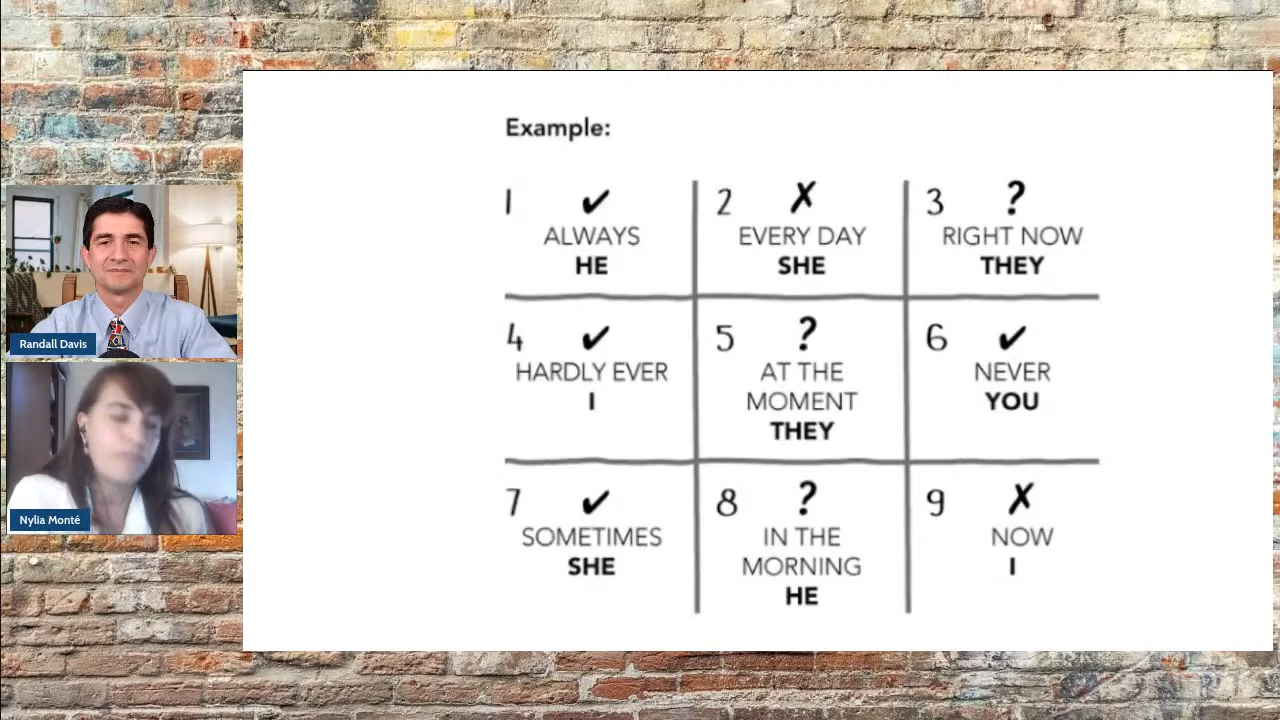 Example:
1 ✔
ALWAYS
HE
2 ✗
EVERY DAY
SHE
3 ?
RIGHT NOW
THEY
4 ✔
HARDLY EVER
I
5 ?
AT THE
MOMENT
THEY
6 ✔
NEVER
YOU
7 ✔
SOMETIMES
SHE
8 ?
IN THE
MORNING
HE
9 ✗
NOW
I
Randall Davis
Nylia Monté